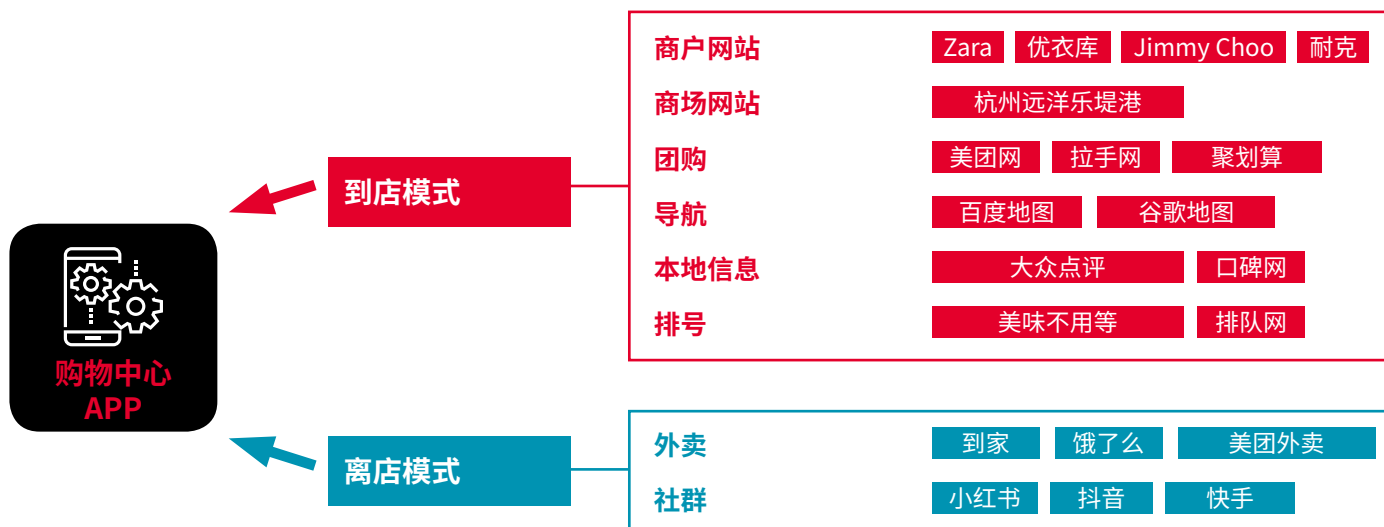 购物中心
APP
到店模式
商户网站 Zara 优衣库 Jimmy Choo 耐克
商场网站 杭州远洋乐堤港
团购 美团网 拉手网 聚划算
导航 百度地图 谷歌地图
本地信息 大众点评 口碑网
排号 美味不用等 排队网
离店模式
外卖 到家 饿了么 美团外卖
社群 小红书 抖音 快手